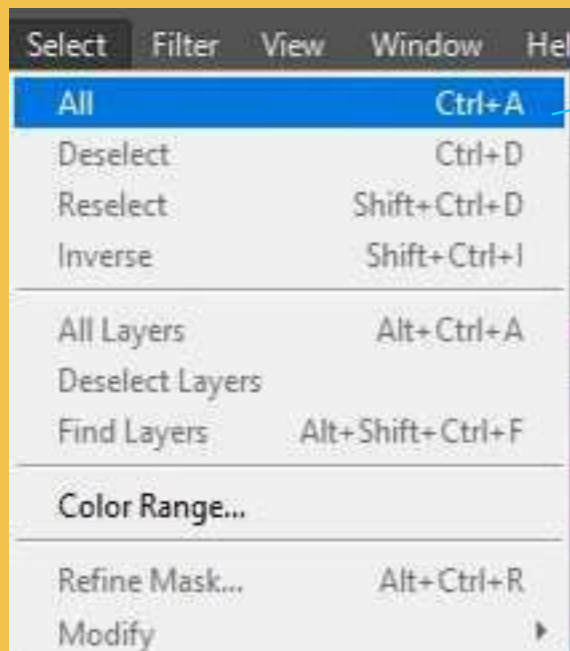 Select Filter View Window Hel
All Ctrl+A
Deselect Ctrl+D
Reselect Shift+Ctrl+D
Inverse Shift+Ctrl+I
All Layers Alt+Ctrl+A
Deselect Layers
Find Layers Alt+Shift+Ctrl+F
Color Range...
Refine Mask... Alt+Ctrl+R
Modify